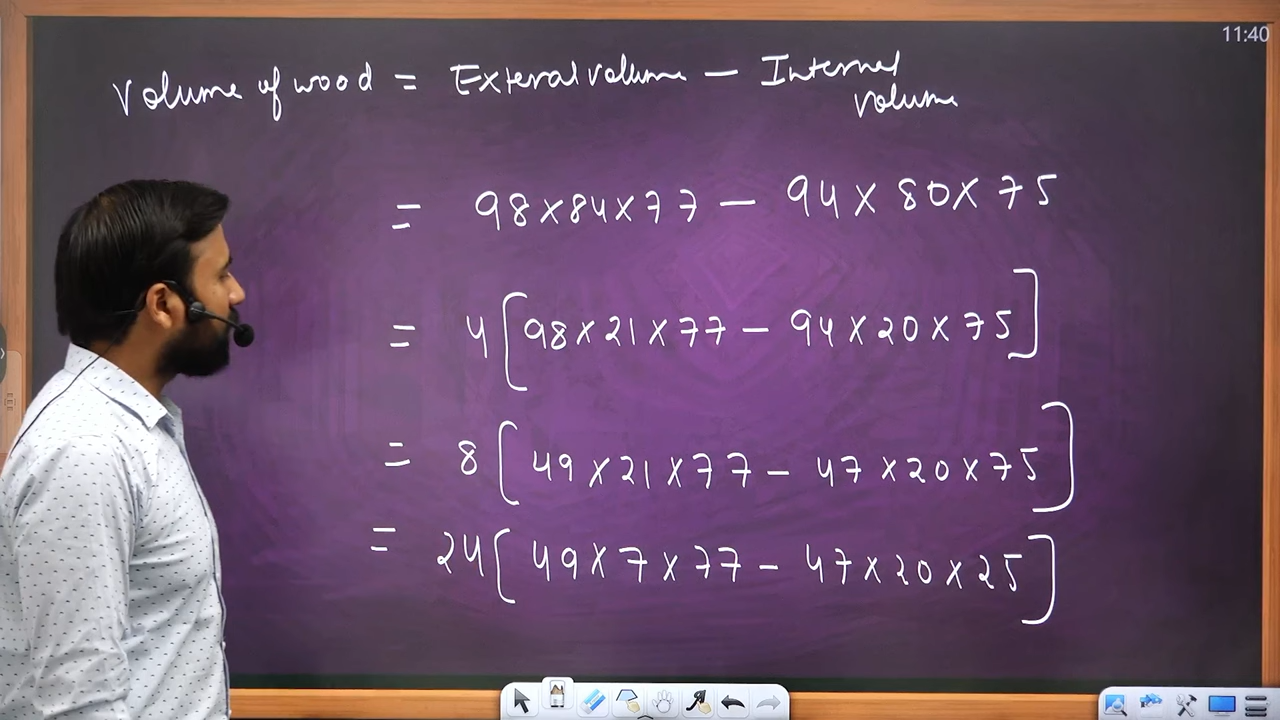 11:40
Volume of wood = External volume - Internal
volume
= 98×84×77 - 94×80×75
= 4[98×21×77 - 94×20×75]
= 8[49×21×77 - 47×20×75]
= 24[49×7×77 - 47×20×25]